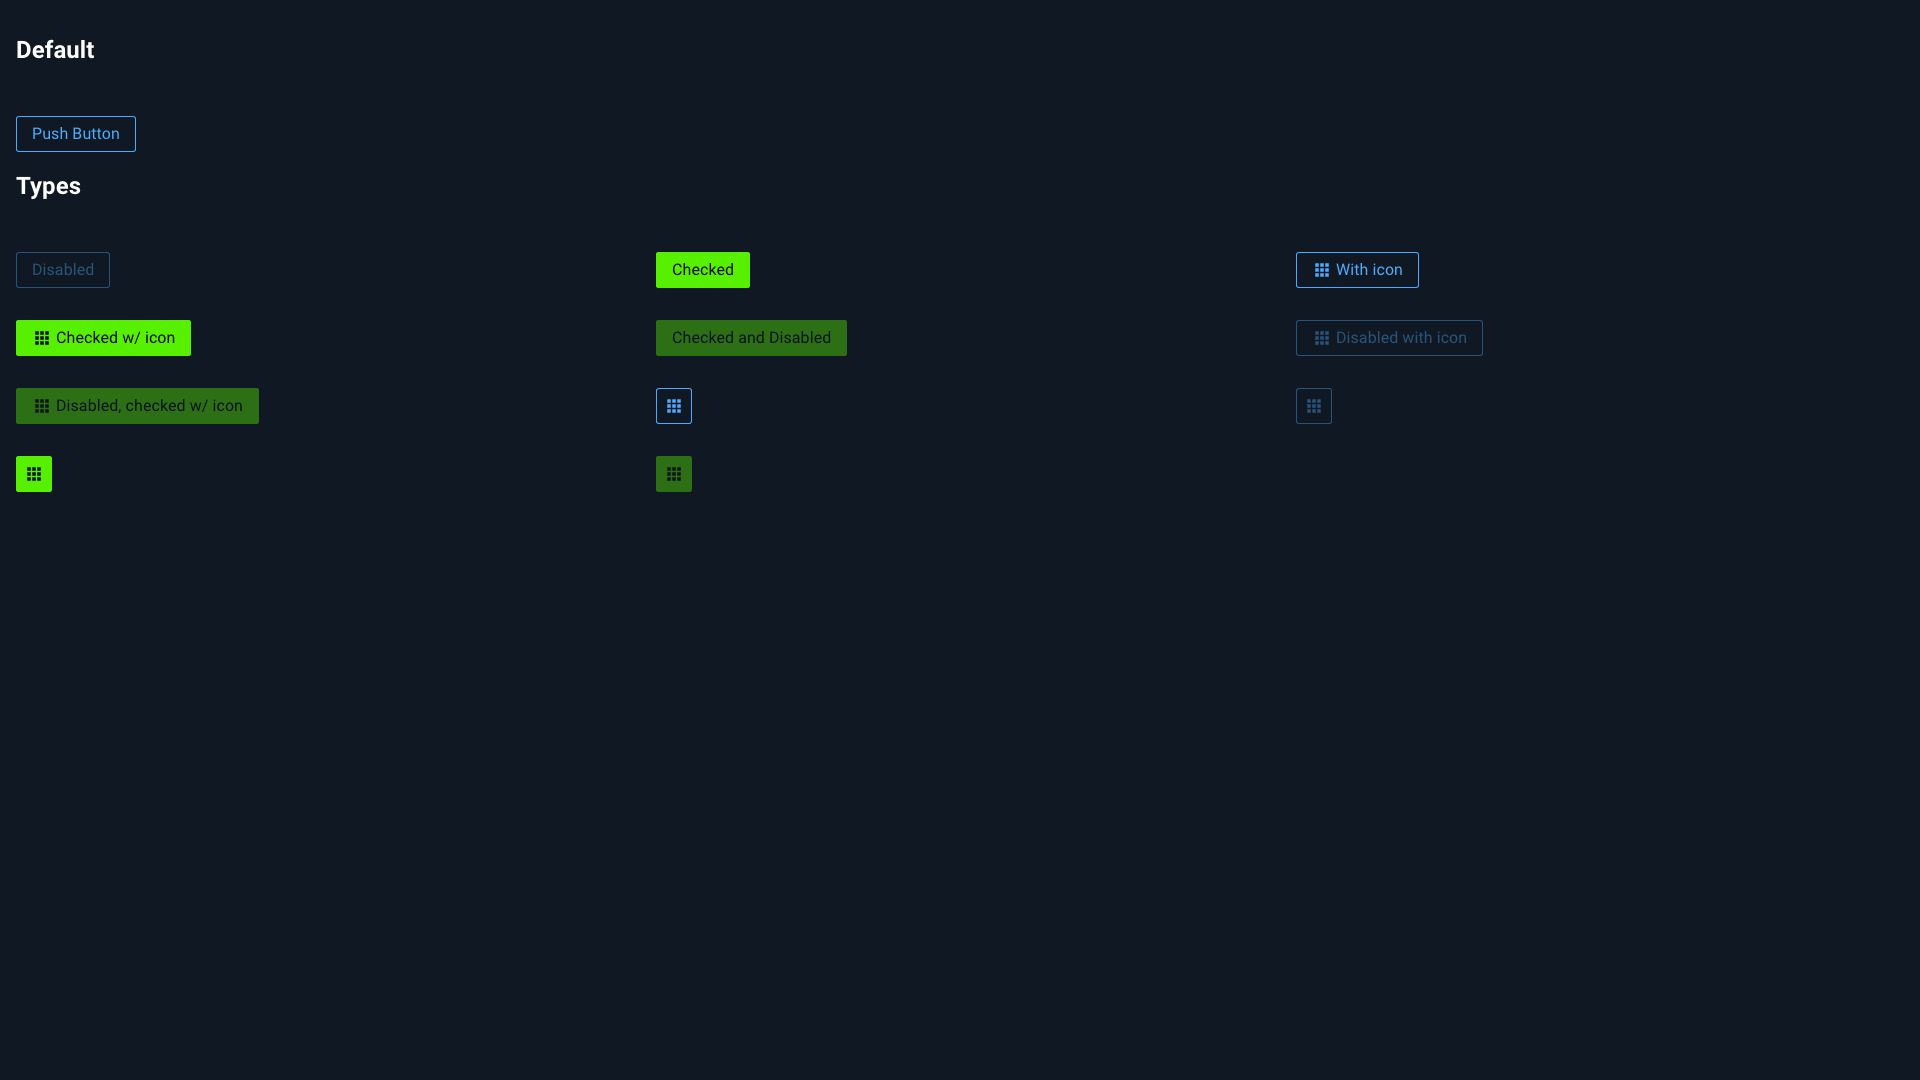 Default
Push Button
Types
Disabled
Checked
With icon
Checked w/ icon
Checked and Disabled
Disabled with icon
Disabled, checked w/ icon